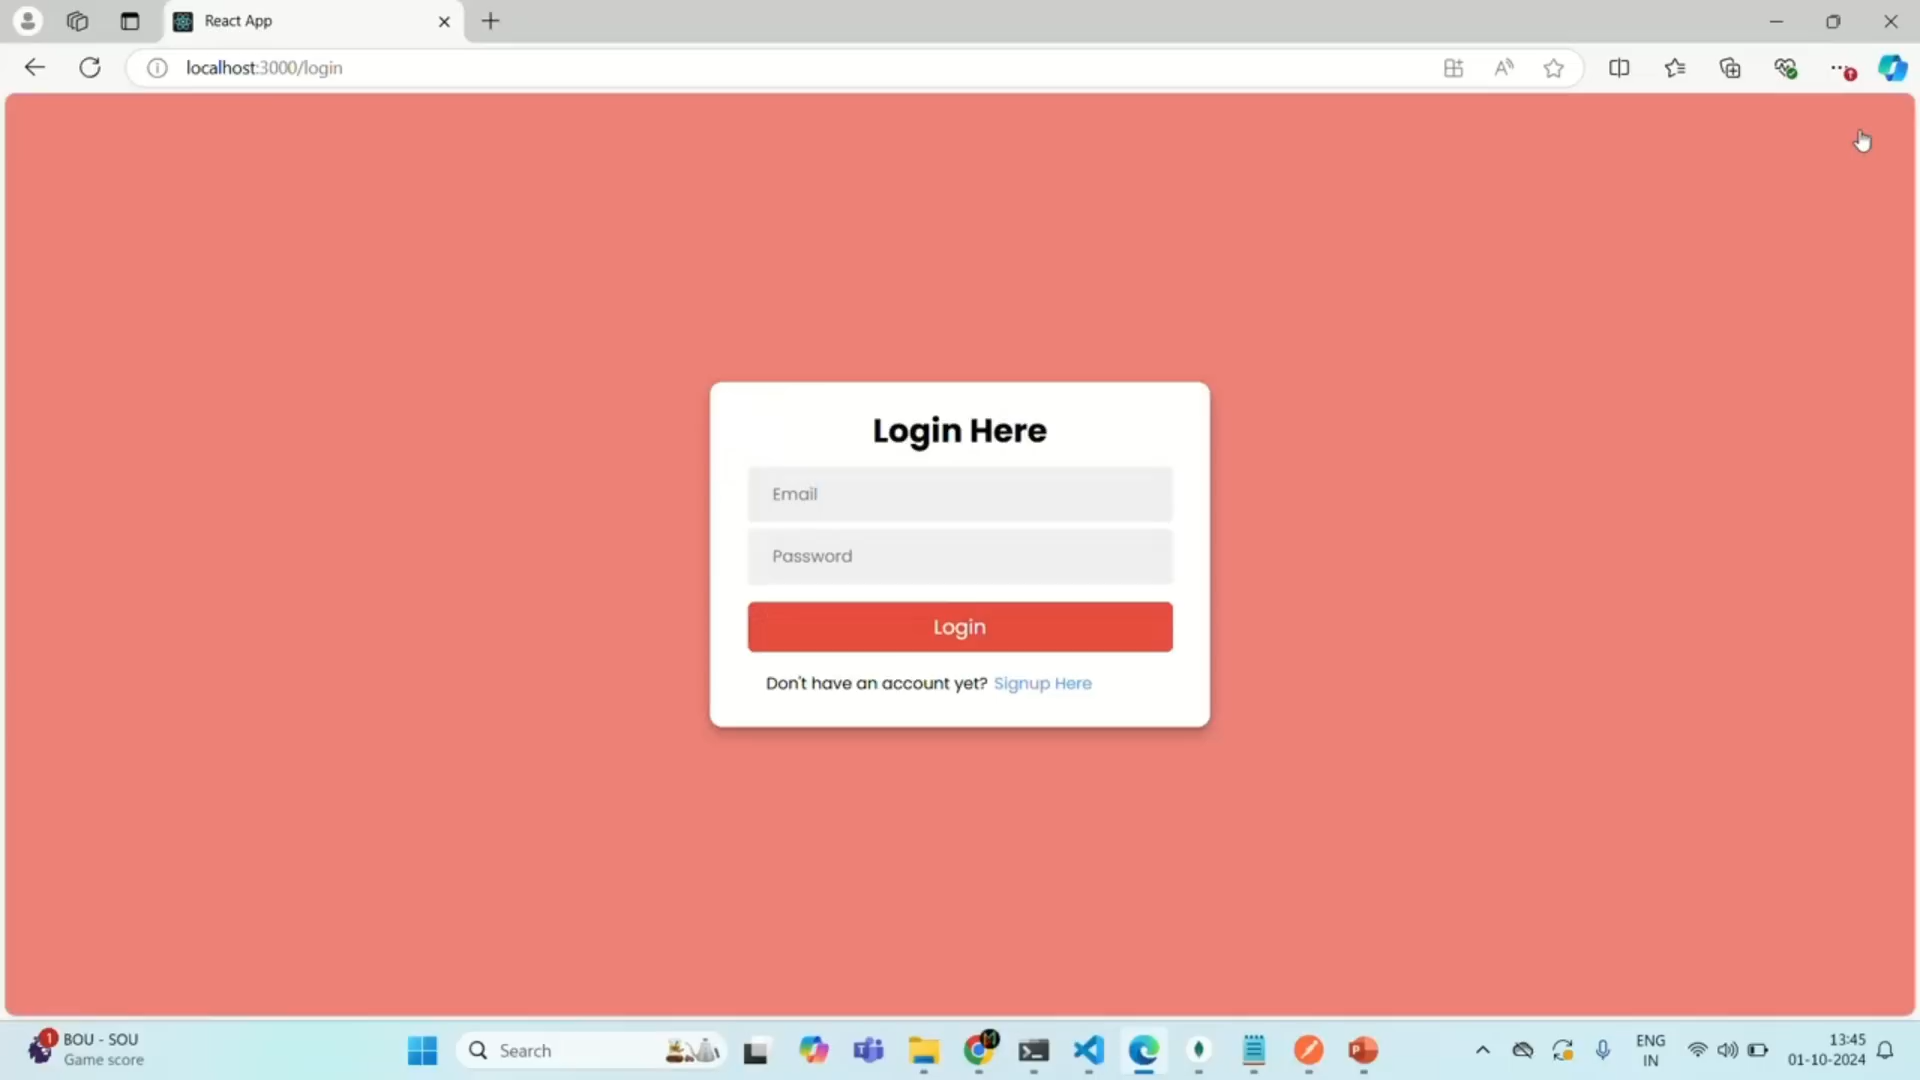 React App
localhost:3000/login
Login Here
Email
Password
Login
Don't have an account yet? Signup Here
1
BOU - SOU
Game score
Search
ENG
IN
13:45
01-10-2024